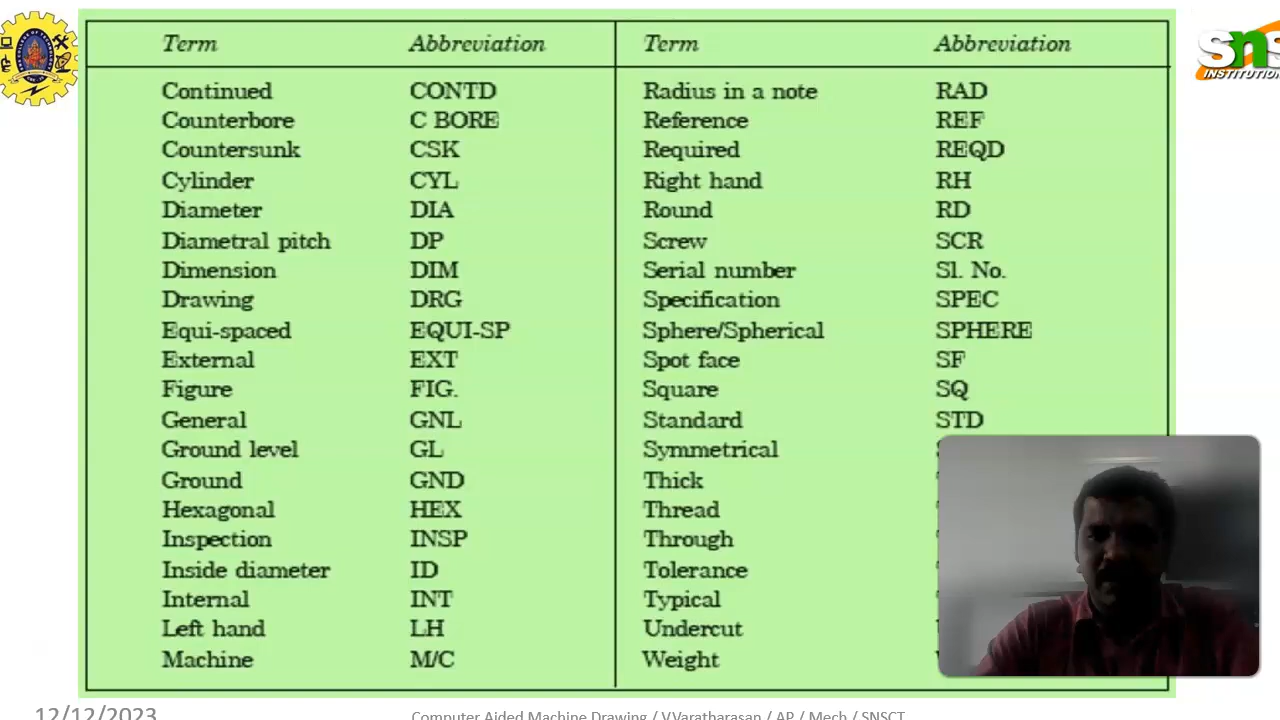 Term Abbreviation Term Abbreviation
Continued CONTD Radius in a note RAD
Counterbore C BORE Reference REF
Countersunk CSK Required REQD
Cylinder CYL Right hand RH
Diameter DIA Round RD
Diametral pitch DP Screw SCR
Dimension DIM Serial number Sl. No.
Drawing DRG Specification SPEC
Equi-spaced EQUI-SP Sphere/Spherical SPHERE
External EXT Spot face SF
Figure FIG. Square SQ
General GNL Standard STD
Ground level GL Symmetrical
Ground GND Thick
Hexagonal HEX Thread
Inspection INSP Through
Inside diameter ID Tolerance
Internal INT Typical
Left hand LH Undercut
Machine M/C Weight
SNS
INSTITUTION
12/12/2023 Computer Aided Machine Drawing / V.Varatharasan / AP / Mech / SNSCT